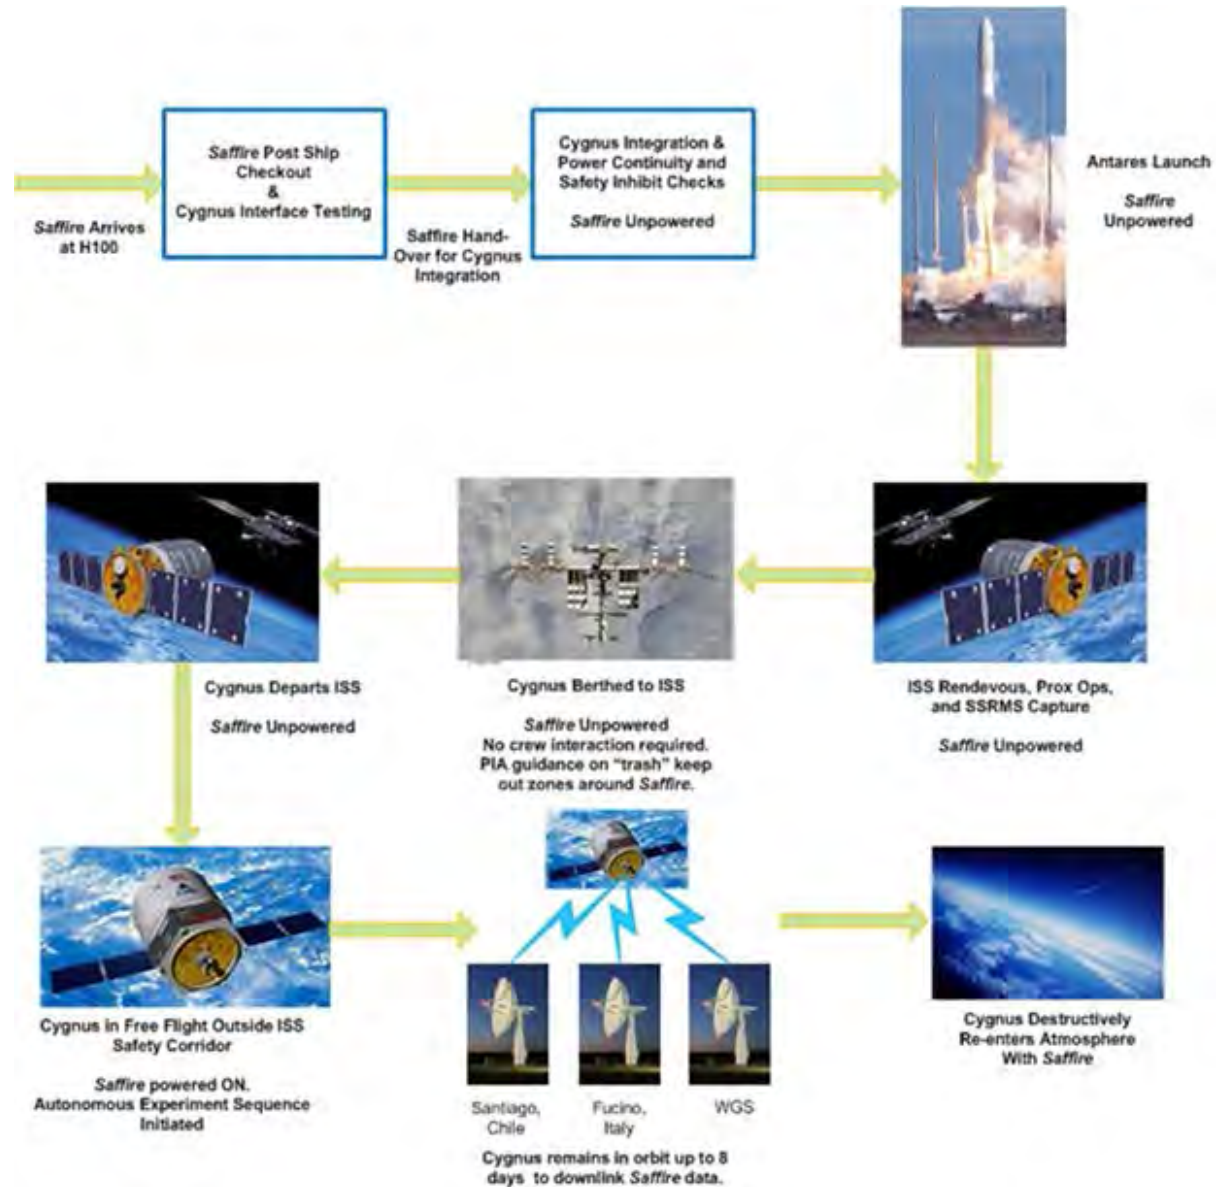 Saffire Arrives
at H100
Saffire Post Ship
Checkout
&
Cygnus Interface Testing
Saffire Hand-
Over for Cygnus
Integration
Cygnus Integration &
Power Continuity and
Safety Inhibit Checks
Saffire Unpowered
Antares Launch
Saffire
Unpowered
Cygnus Departs ISS
Saffire Unpowered
Cygnus Berthed to ISS
Saffire Unpowered
No crew interaction required.
PIA guidance on “trash” keep
out zones around Saffire.
ISS Rendevous, Prox Ops,
and SSRMS Capture
Saffire Unpowered
Cygnus in Free Flight Outside ISS
Safety Corridor
Saffire powered ON.
Autonomous Experiment Sequence
Initiated
Santiago,
Chile
Fucino,
Italy
WGS
Cygnus remains in orbit up to 8
days to downlink Saffire data.
Cygnus Destructively
Re-enters Atmosphere
With Saffire